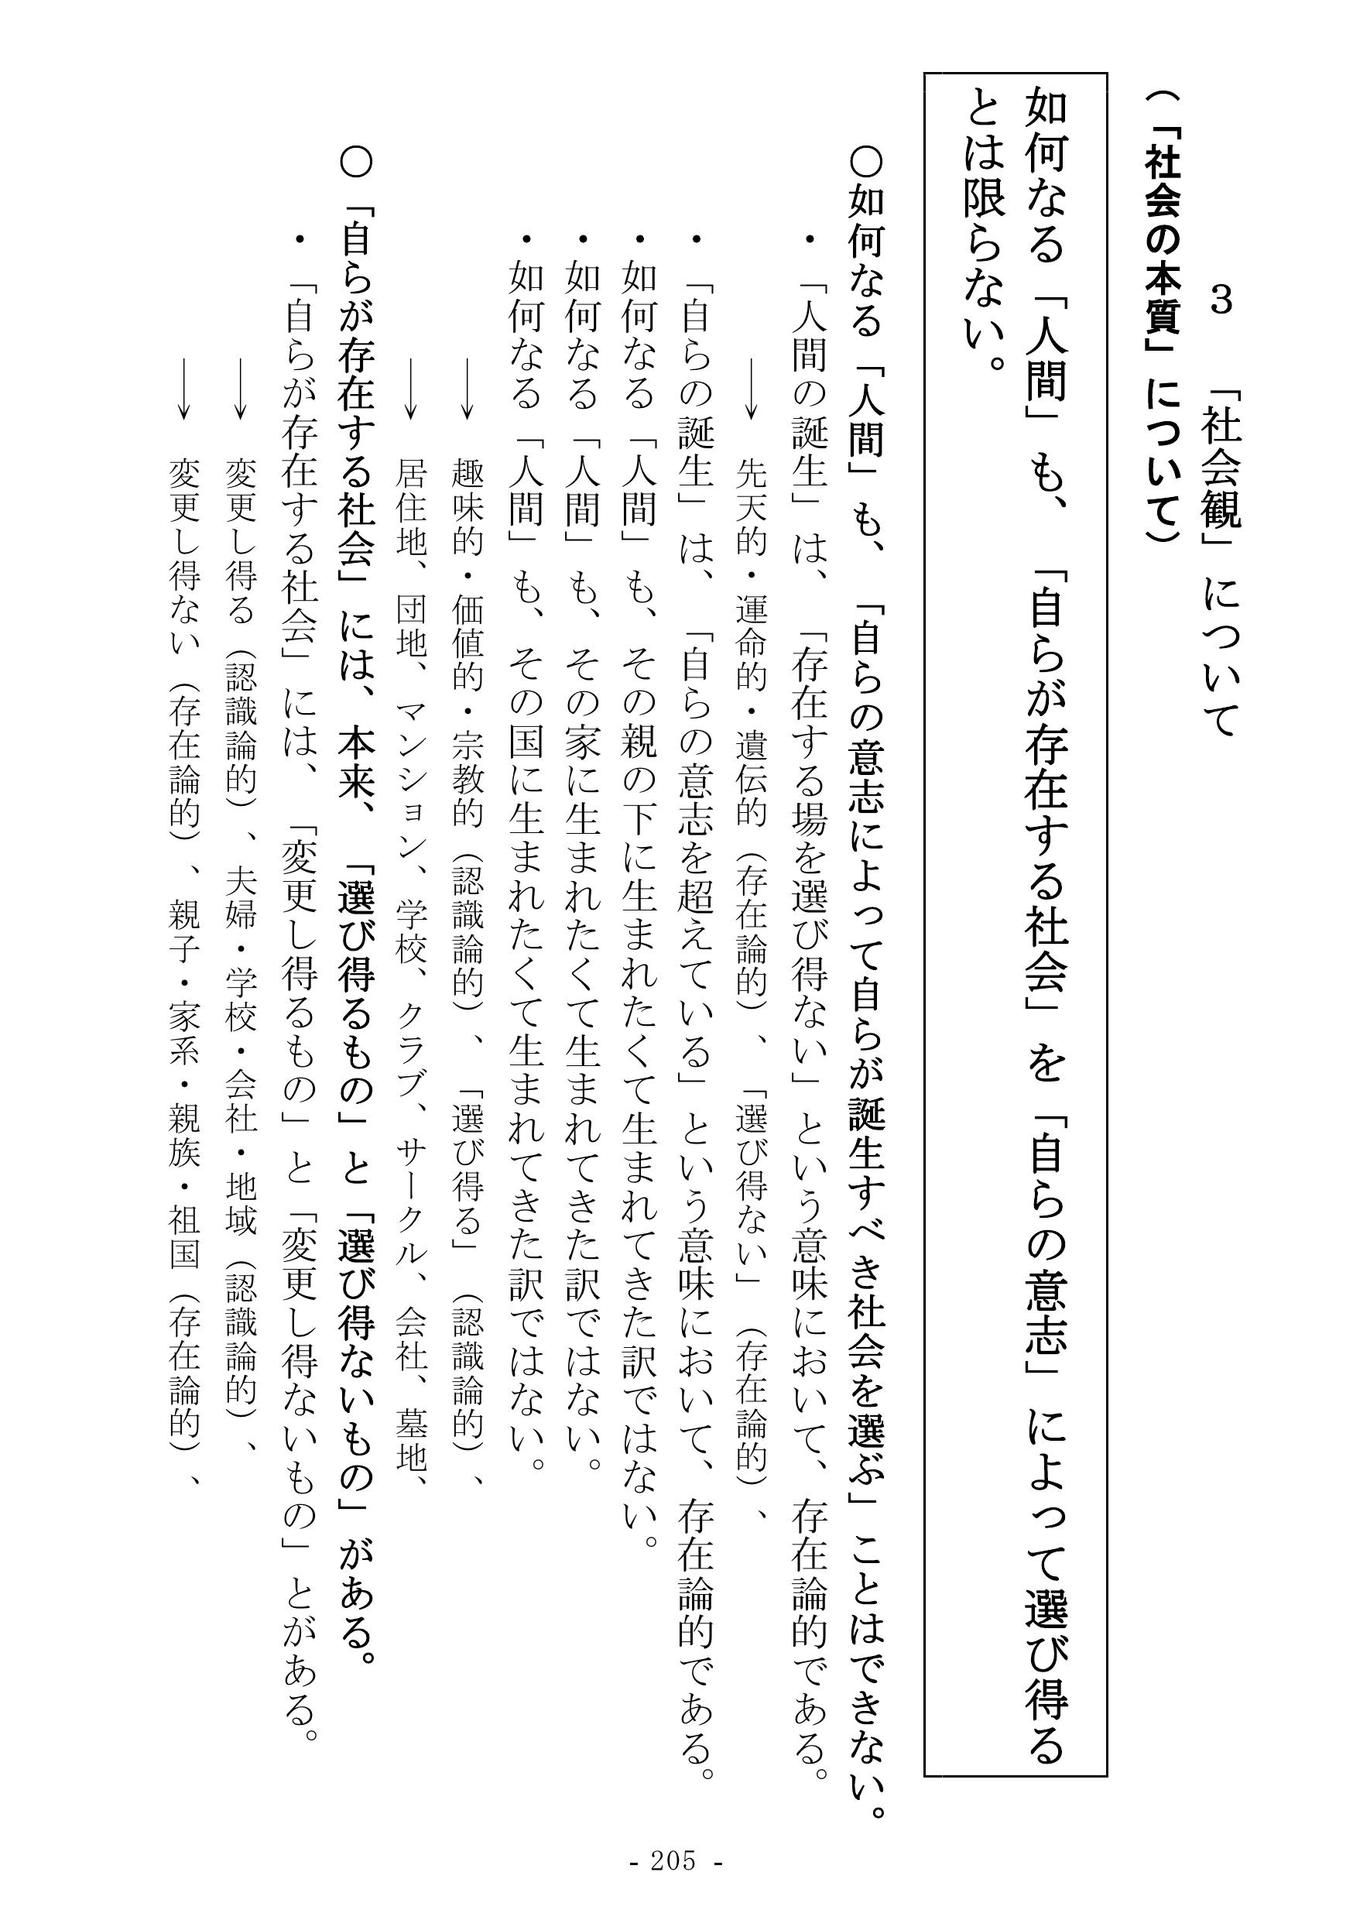 3　「社会観」について
（「社会の本質」について）
如何なる「人間」も、「自らが存在する社会」を「自らの意志」によって選び得る
とは限らない。
○如何なる「人間」も、「自らの意志によって自らが誕生すべき社会を選ぶ」ことはできない。
・「人間の誕生」は、「存在する場を選び得ない」という意味において、存在論的である。
→　先天的・運命的・遺伝的（存在論的）、「選び得ない」（存在論的）、
・「自らの誕生」は、「自らの意志を超えている」という意味において、存在論的である。
・如何なる「人間」も、その親の下に生まれたくて生まれてきた訳ではない。
・如何なる「人間」も、その家に生まれたくて生まれてきた訳ではない。
・如何なる「人間」も、その国に生まれたくて生まれてきた訳ではない。
→　趣味的・価値的・宗教的（認識論的）、「選び得る」（認識論的）、
→　居住地、団地、マンション、学校、クラブ、サークル、会社、墓地、
○「自らが存在する社会」には、本来、「選び得るもの」と「選び得ないもの」がある。
・「自らが存在する社会」には、「変更し得るもの」と「変更し得ないもの」とがある。
→　変更し得る（認識論的）、夫婦・学校・会社・地域（認識論的）、
→　変更し得ない（存在論的）、親子・家系・親族・祖国（存在論的）、
- 205 -